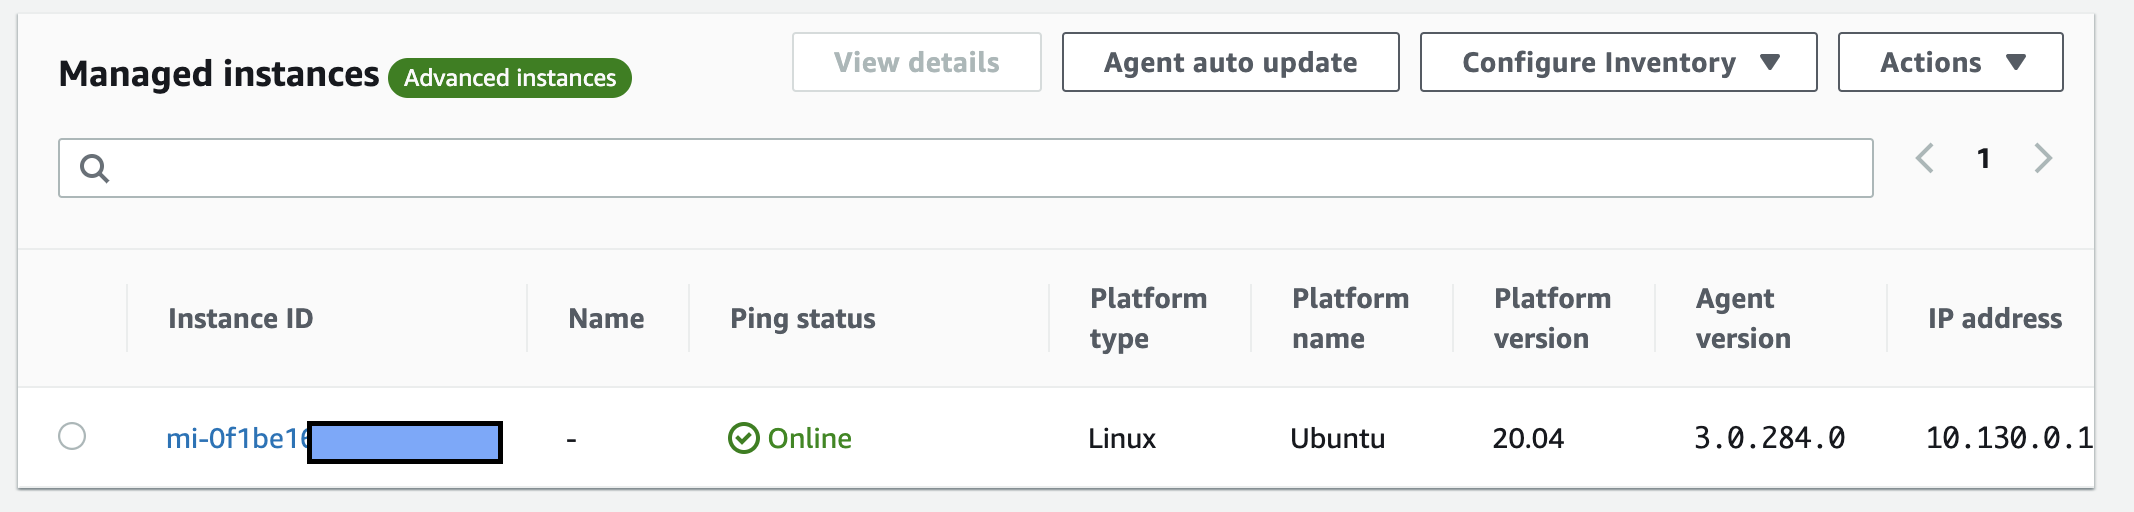 Managed instances Advanced instances View details Agent auto update Configure Inventory Actions
1
Instance ID Name Ping status Platform type Platform name Platform version Agent version IP address
mi-0f1be16 - Online Linux Ubuntu 20.04 3.0.284.0 10.130.0.1